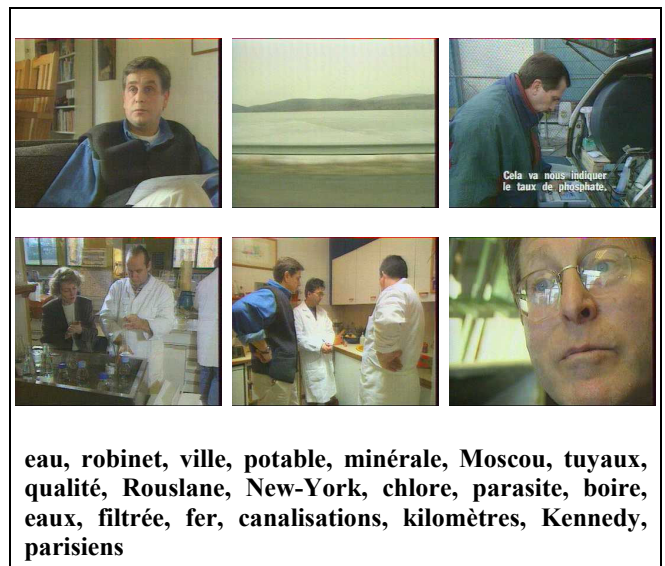 Cela va nous indiquer
le taux de phosphate.
eau, robinet, ville, potable, minérale, Moscou, tuyaux,
qualité, Rouslane, New-York, chlore, parasite, boire,
eaux, filtrée, fer, canalisations, kilomètres, Kennedy,
parisiens